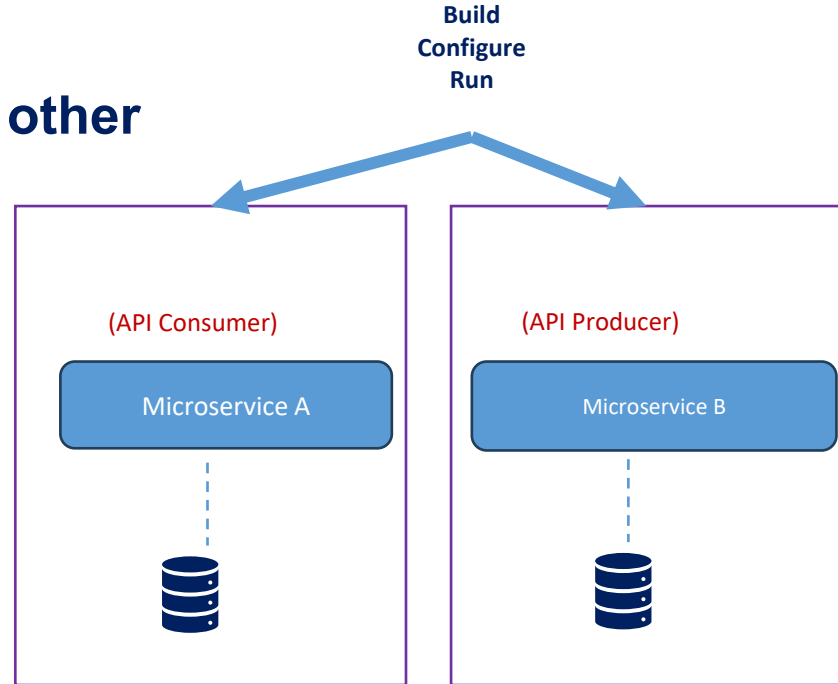 Build
Configure
Run
other
(API Consumer)
(API Producer)
Microservice A
Microservice B